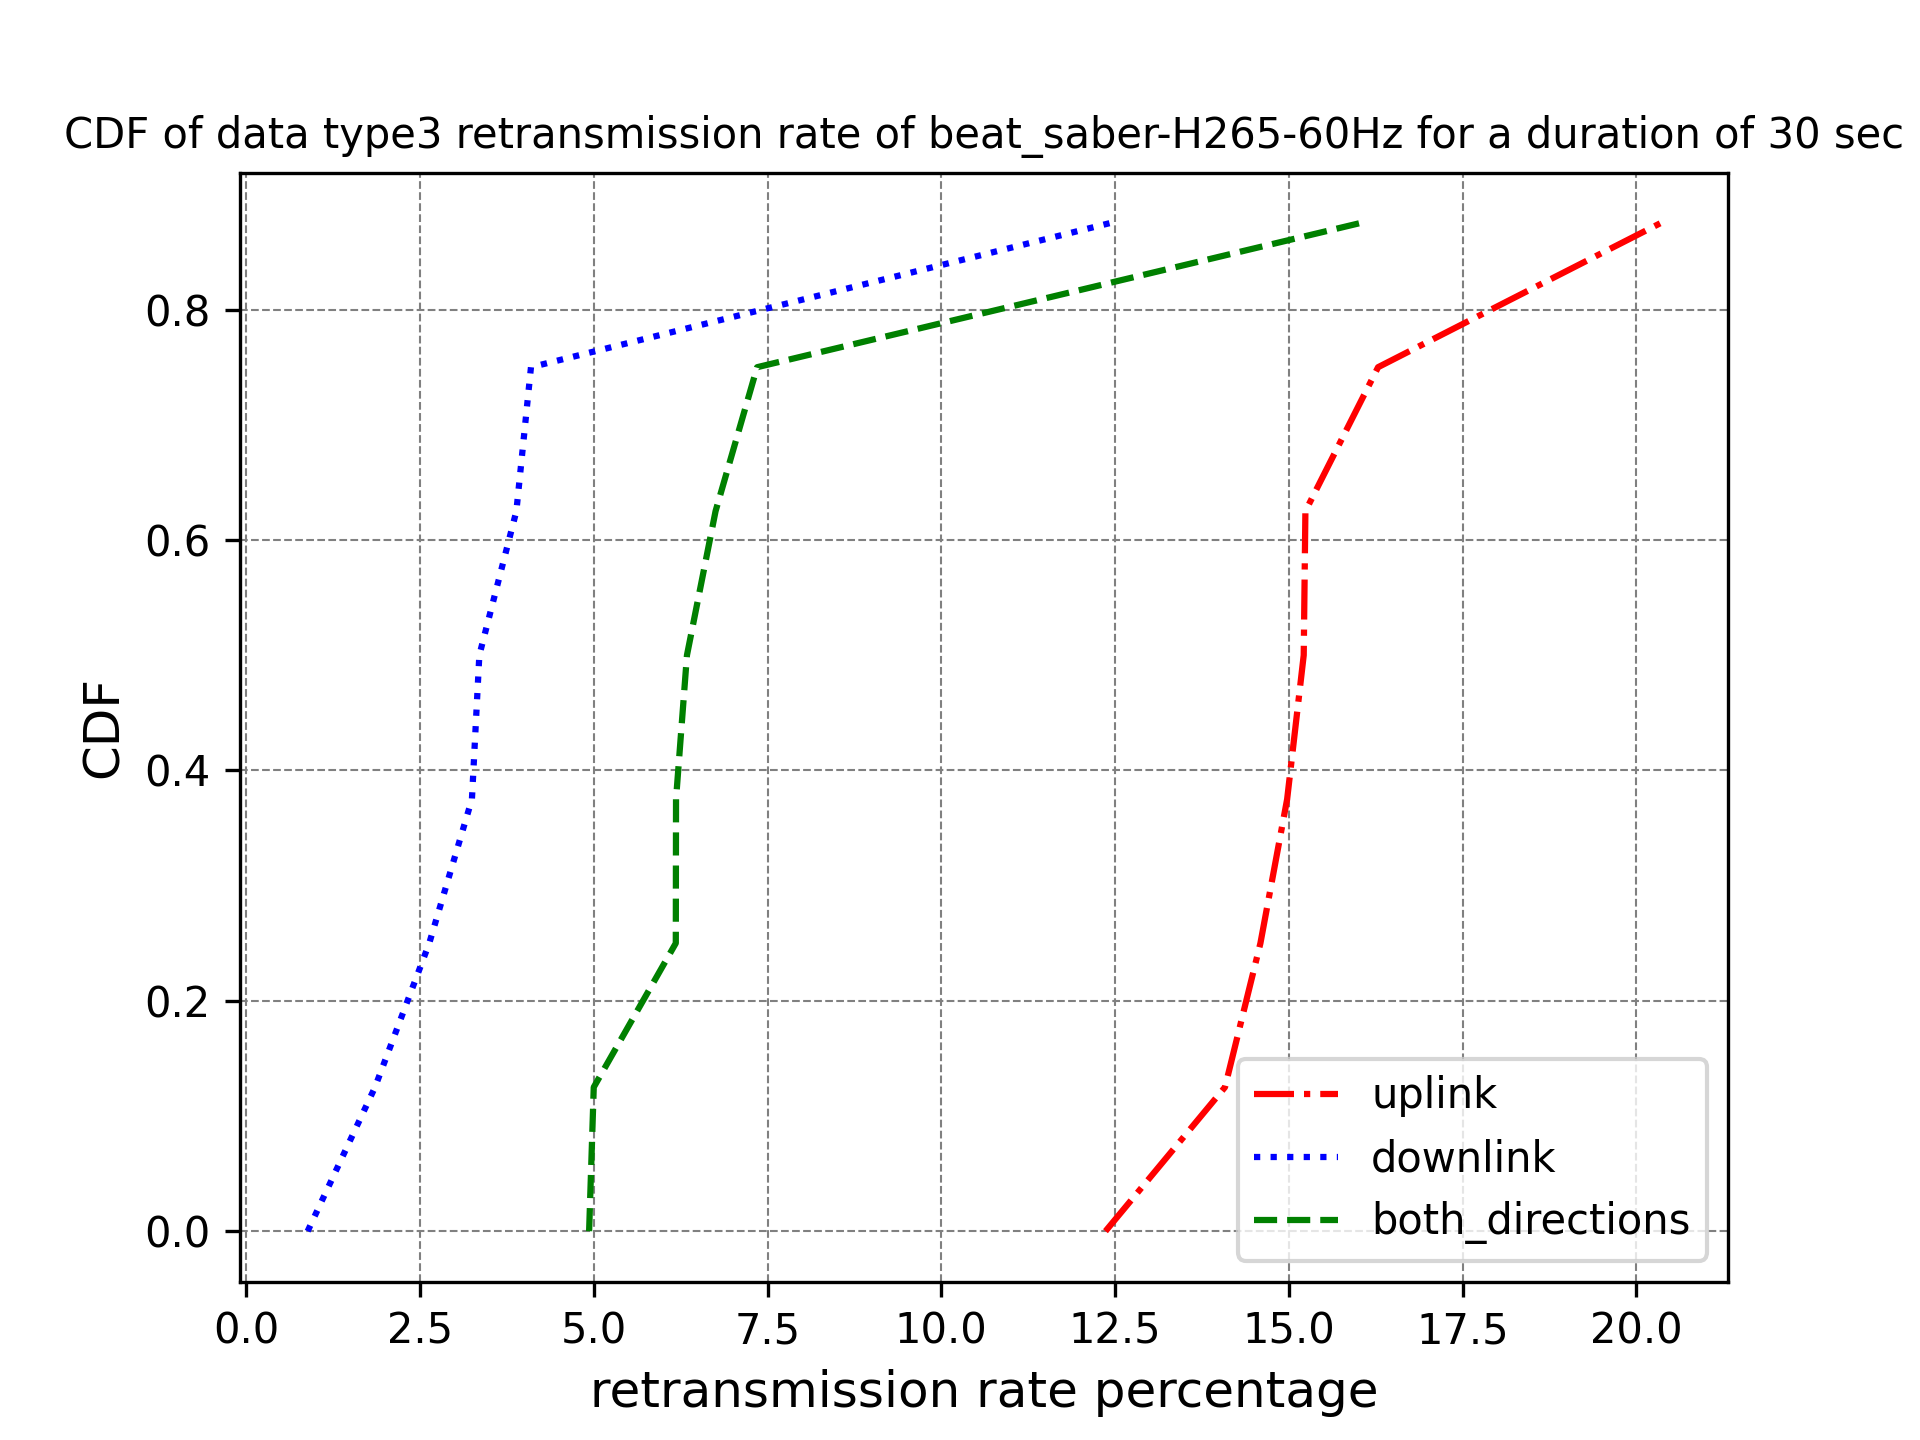 CDF of data type3 retransmission rate of beat_saber-H265-60Hz for a duration of 30 sec
0.8
0.6
0.4
0.2
0.0
CDF
uplink
downlink
both_directions
0.0 2.5 5.0 7.5 10.0 12.5 15.0 17.5 20.0
retransmission rate percentage